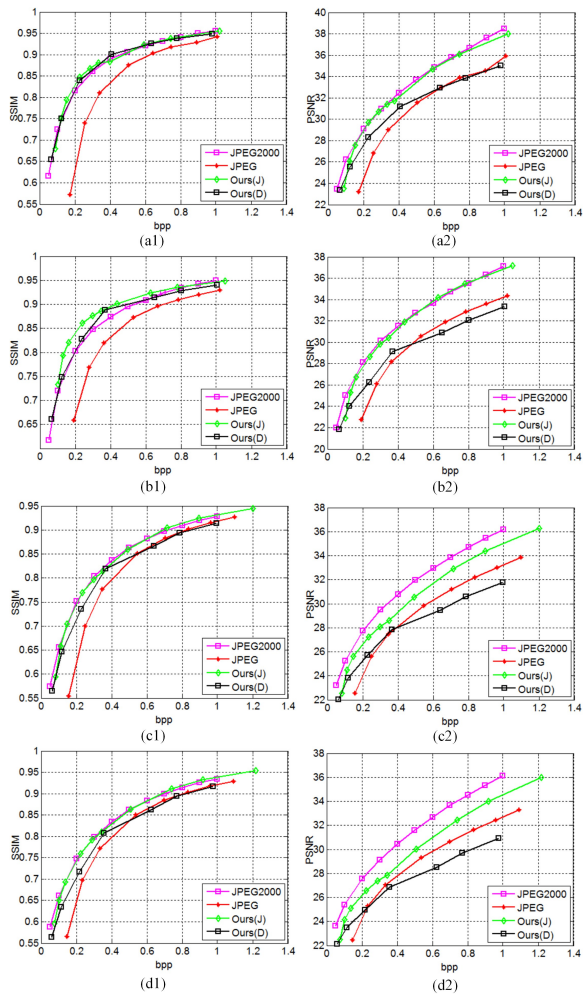 1
0.95
0.9
0.85
0.8
0.75
0.7
0.65
0.6
0.55
SSIM
JPEG2000
JPEG
Ours(J)
Ours(D)
0 0.2 0.4 0.6 0.8 1 1.2 1.4
bpp
(a1)
40
38
36
34
32
30
28
26
24
22
PSNR
JPEG2000
JPEG
Ours(J)
Ours(D)
0 0.2 0.4 0.6 0.8 1 1.2 1.4
bpp
(a2)
1
0.95
0.9
0.85
0.8
0.75
0.7
0.65
SSIM
JPEG2000
JPEG
Ours(J)
Ours(D)
0 0.2 0.4 0.6 0.8 1 1.2 1.4
bpp
(b1)
38
36
34
32
30
28
26
24
22
20
PSNR
JPEG2000
JPEG
Ours(J)
Ours(D)
0 0.2 0.4 0.6 0.8 1 1.2 1.4
bpp
(b2)
0.95
0.9
0.85
0.8
0.75
0.7
0.65
0.6
0.55
SSIM
JPEG2000
JPEG
Ours(J)
Ours(D)
0 0.2 0.4 0.6 0.8 1 1.2 1.4
bpp
(c1)
38
36
34
32
30
28
26
24
22
PSNR
JPEG2000
JPEG
Ours(J)
Ours(D)
0 0.2 0.4 0.6 0.8 1 1.2 1.4
bpp
(c2)
1
0.95
0.9
0.85
0.8
0.75
0.7
0.65
0.6
0.55
SSIM
JPEG2000
JPEG
Ours(J)
Ours(D)
0 0.2 0.4 0.6 0.8 1 1.2 1.4
bpp
(d1)
36
34
32
30
28
26
24
22
PSNR
JPEG2000
JPEG
Ours(J)
Ours(D)
0 0.2 0.4 0.6 0.8 1 1.2 1.4
bpp
(d2)